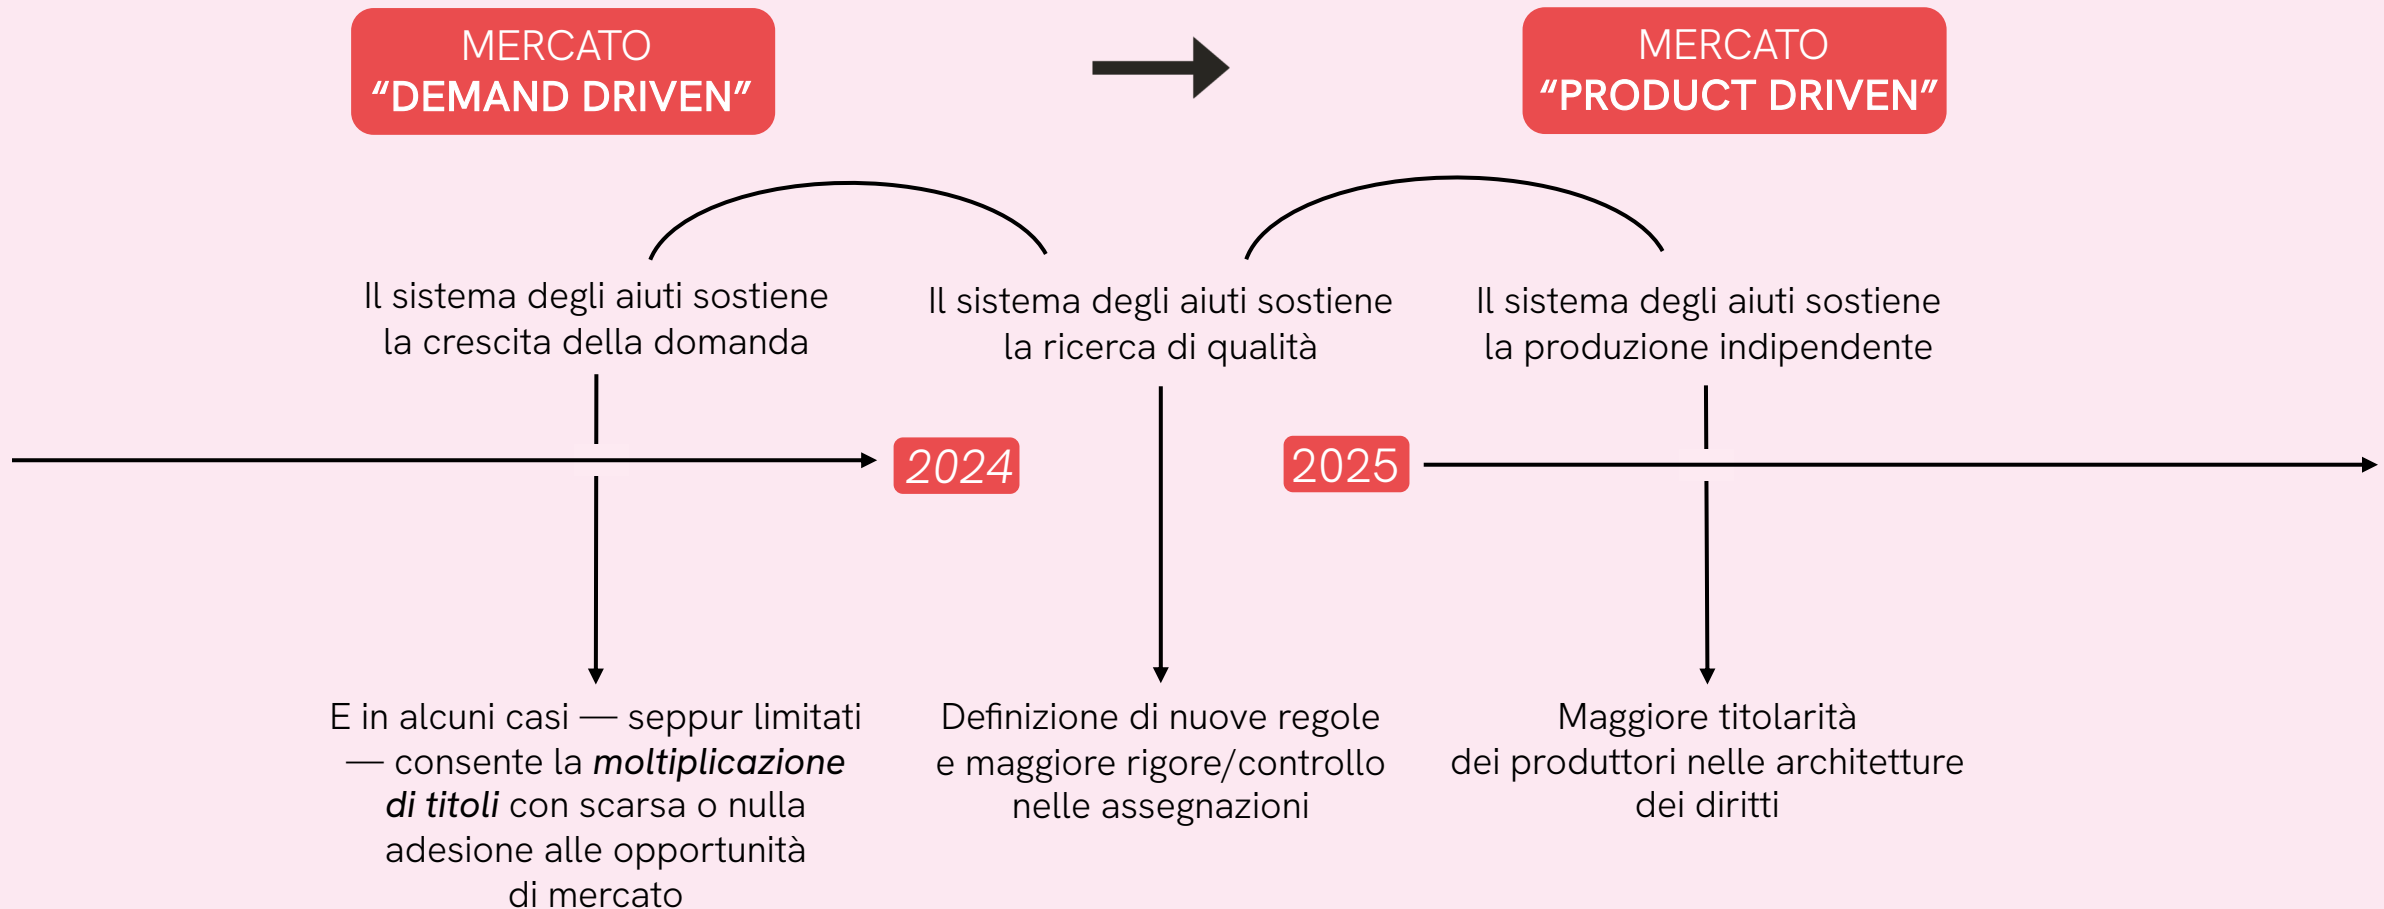 MERCATO
“DEMAND DRIVEN”
MERCATO
“PRODUCT DRIVEN”
Il sistema degli aiuti sostiene
la crescita della domanda
Il sistema degli aiuti sostiene
la ricerca di qualità
Il sistema degli aiuti sostiene
la produzione indipendente
2024
2025
E in alcuni casi — seppur limitati
— consente la moltiplicazione
di titoli con scarsa o nulla
adesione alle opportunità
di mercato
Definizione di nuove regole
e maggiore rigore/controllo
nelle assegnazioni
Maggiore titolarità
dei produttori nelle architetture
dei diritti